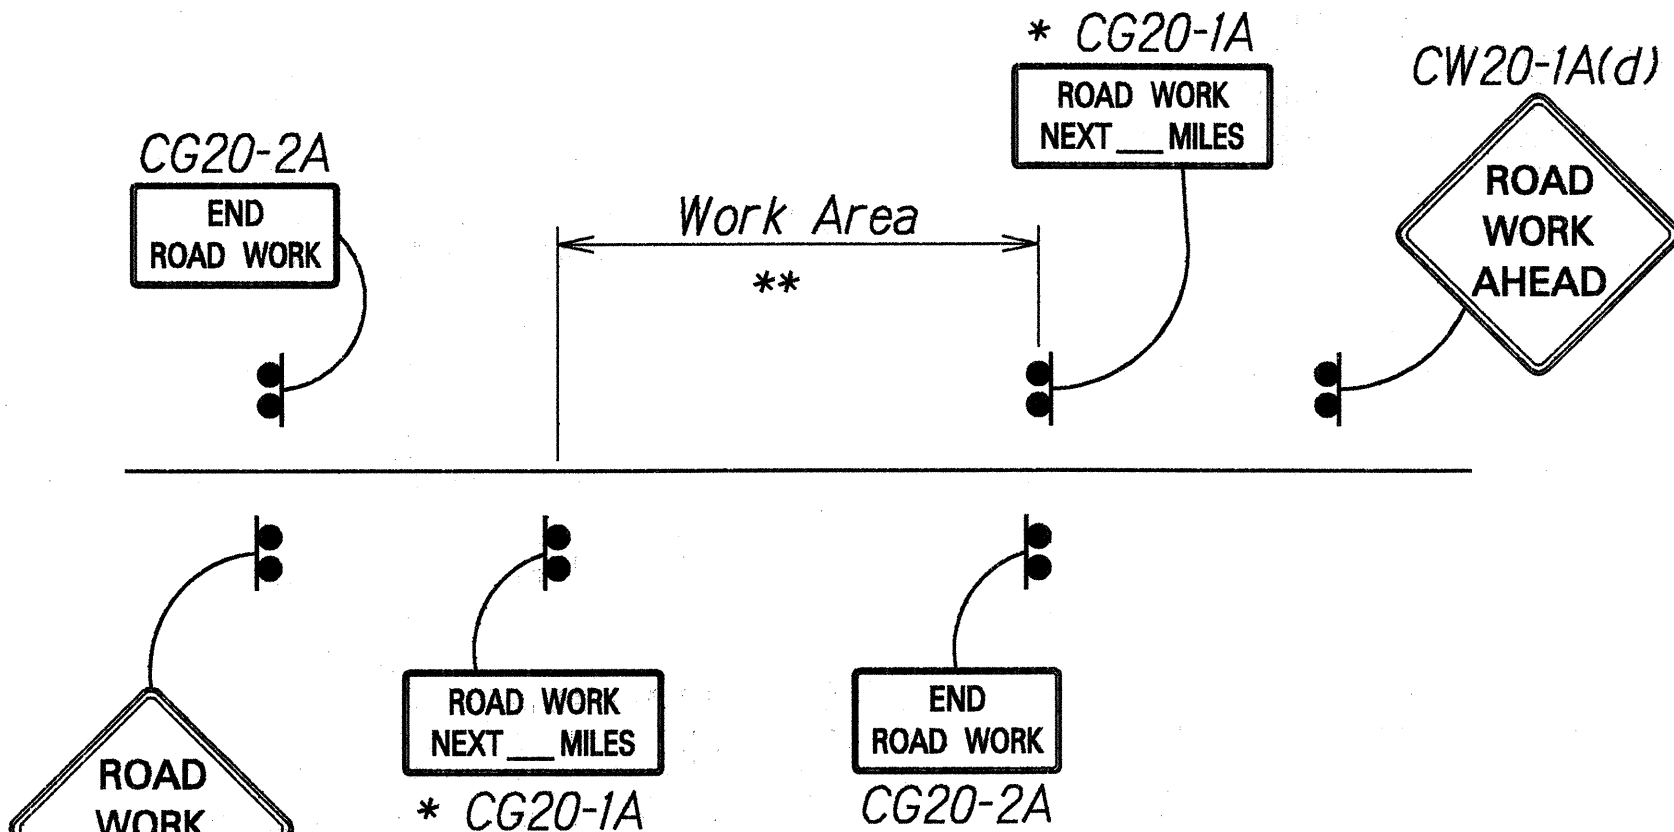 * CG20-1A
ROAD WORK
NEXT ___ MILES
CW20-1A(d)
ROAD
WORK
AHEAD
CG20-2A
END
ROAD WORK
Work Area
**
ROAD
WORK
ROAD WORK
NEXT ___ MILES
* CG20-1A
END
ROAD WORK
CG20-2A